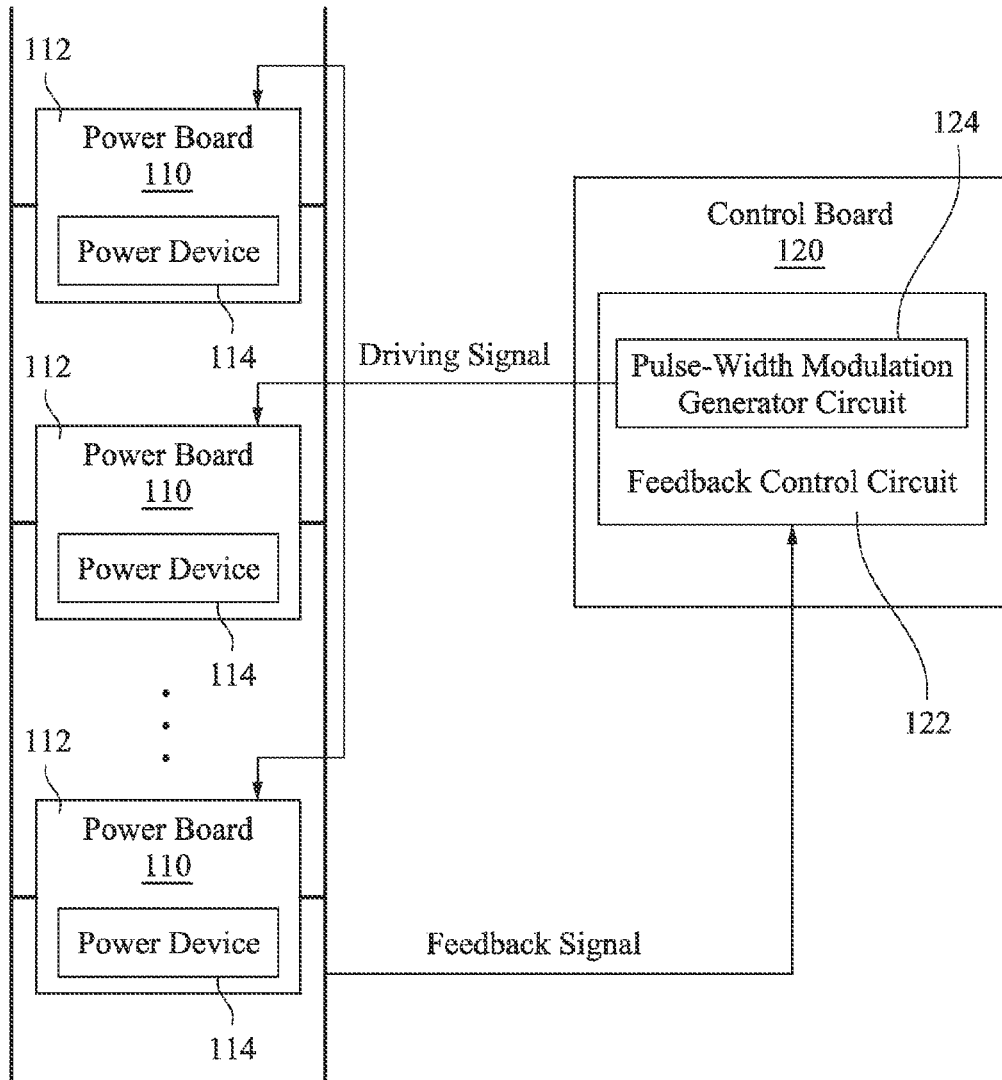 112
Power Board
110
Power Device
114
124
Control Board
120
Pulse-Width Modulation
Generator Circuit
Feedback Control Circuit
122
Driving Signal
112
Power Board
110
Power Device
114
112
Power Board
110
Power Device
114
Feedback Signal